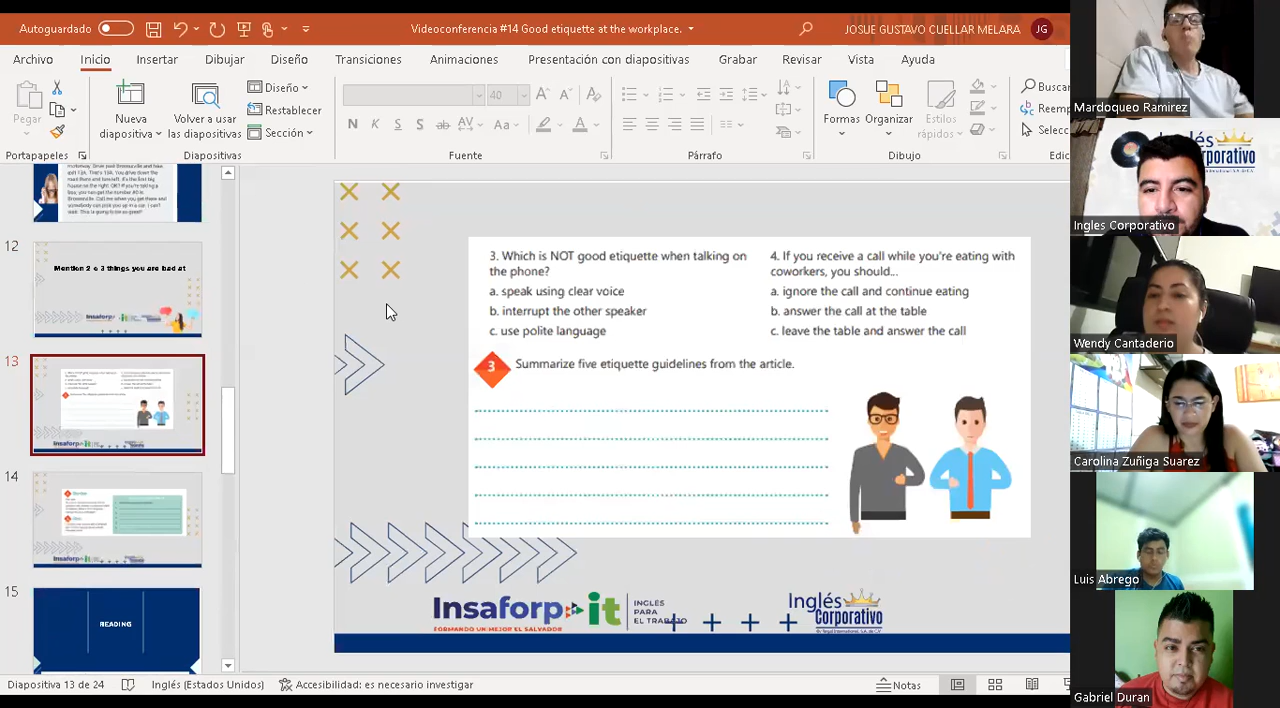 Autoguardado
Videoconferencia #14 Good etiquette at the workplace.
JOSUE GUSTAVO CUELLAR MELARA
JG
Archivo Inicio Insertar Dibujar Diseño Transiciones Animaciones Presentación con diapositivas Grabar Revisar Vista Ayuda
Pegar
Nueva
diapositiva
Volver a usar
las diapositivas
Diseño
Restablecer
Sección
40
N K S S ab Aa A
Formas
Organizar
Estilos
rápidos
Buscar
Reemp
Selecc
Portapapeles
Diapositivas
Fuente
Párrafo
Dibujo
Edic
12
Mention 2 o 3 things you are bad at
13
14
15
READING
3. Which is NOT good etiquette when talking on
the phone?
a. speak using clear voice
b. interrupt the other speaker
c. use polite language
4. If you receive a call while you're eating with
coworkers, you should...
a. ignore the call and continue eating
b. answer the call at the table
c. leave the table and answer the call
3
Summarize five etiquette guidelines from the article.
Insaforp it
FORMANDO UN MEJOR EL SALVADOR
INGLÉS
PARA
EL TRABAJO
Inglés
Corporativo
Diapositiva 13 de 24
Inglés (Estados Unidos)
Accesibilidad: es necesario investigar
Notas
Mardoqueo Ramirez
Ingles Corporativo
Wendy Cantaderio
Carolina Zuñiga Suarez
Luis Abrego
Gabriel Duran